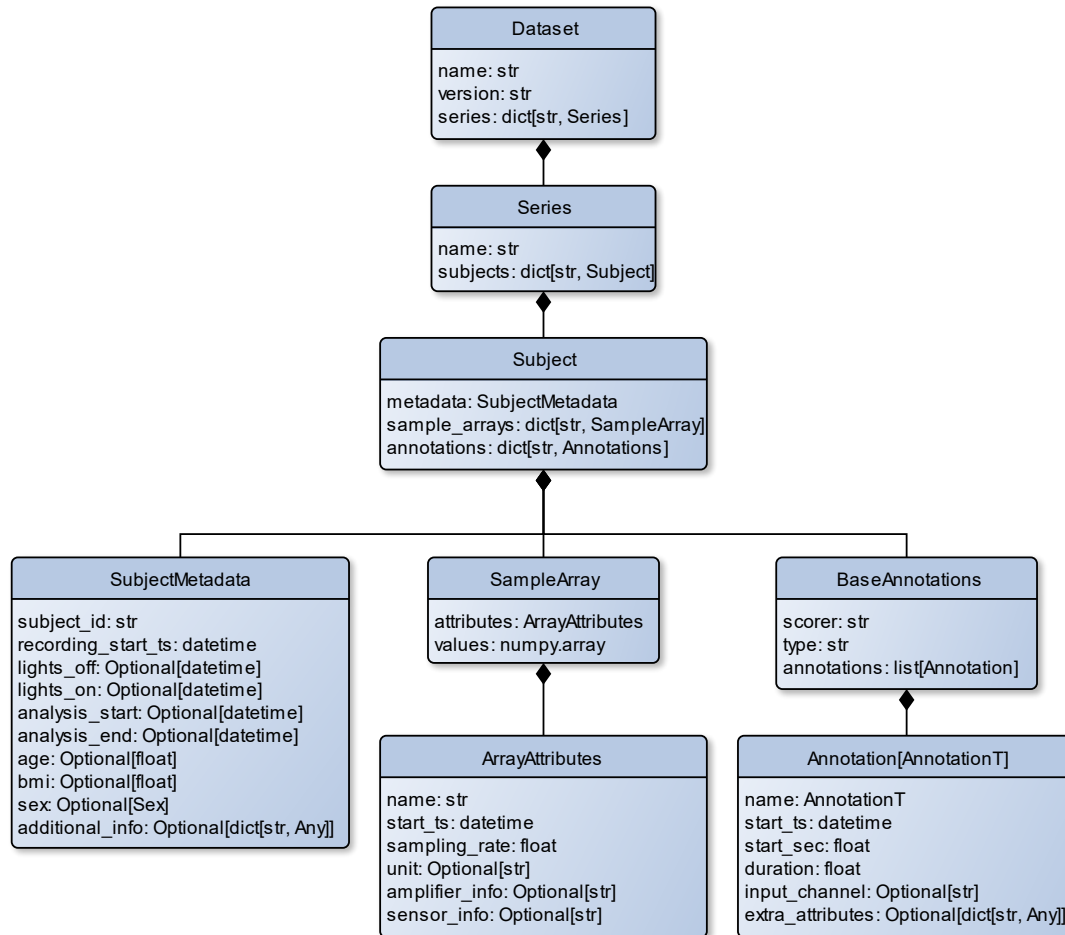 Dataset
name: str
version: str
series: dict[str, Series]
Series
name: str
subjects: dict[str, Subject]
Subject
metadata: SubjectMetadata
sample_arrays: dict[str, SampleArray]
annotations: dict[str, Annotations]
SubjectMetadata
subject_id: str
recording_start_ts: datetime
lights_off: Optional[datetime]
lights_on: Optional[datetime]
analysis_start: Optional[datetime]
analysis_end: Optional[datetime]
age: Optional[float]
bmi: Optional[float]
sex: Optional[Sex]
additional_info: Optional[dict[str, Any]]
SampleArray
attributes: ArrayAttributes
values: numpy.array
BaseAnnotations
scorer: str
type: str
annotations: list[Annotation]
ArrayAttributes
name: str
start_ts: datetime
sampling_rate: float
unit: Optional[str]
amplifier_info: Optional[str]
sensor_info: Optional[str]
Annotation[AnnotationT]
name: AnnotationT
start_ts: datetime
start_sec: float
duration: float
input_channel: Optional[str]
extra_attributes: Optional[dict[str, Any]]